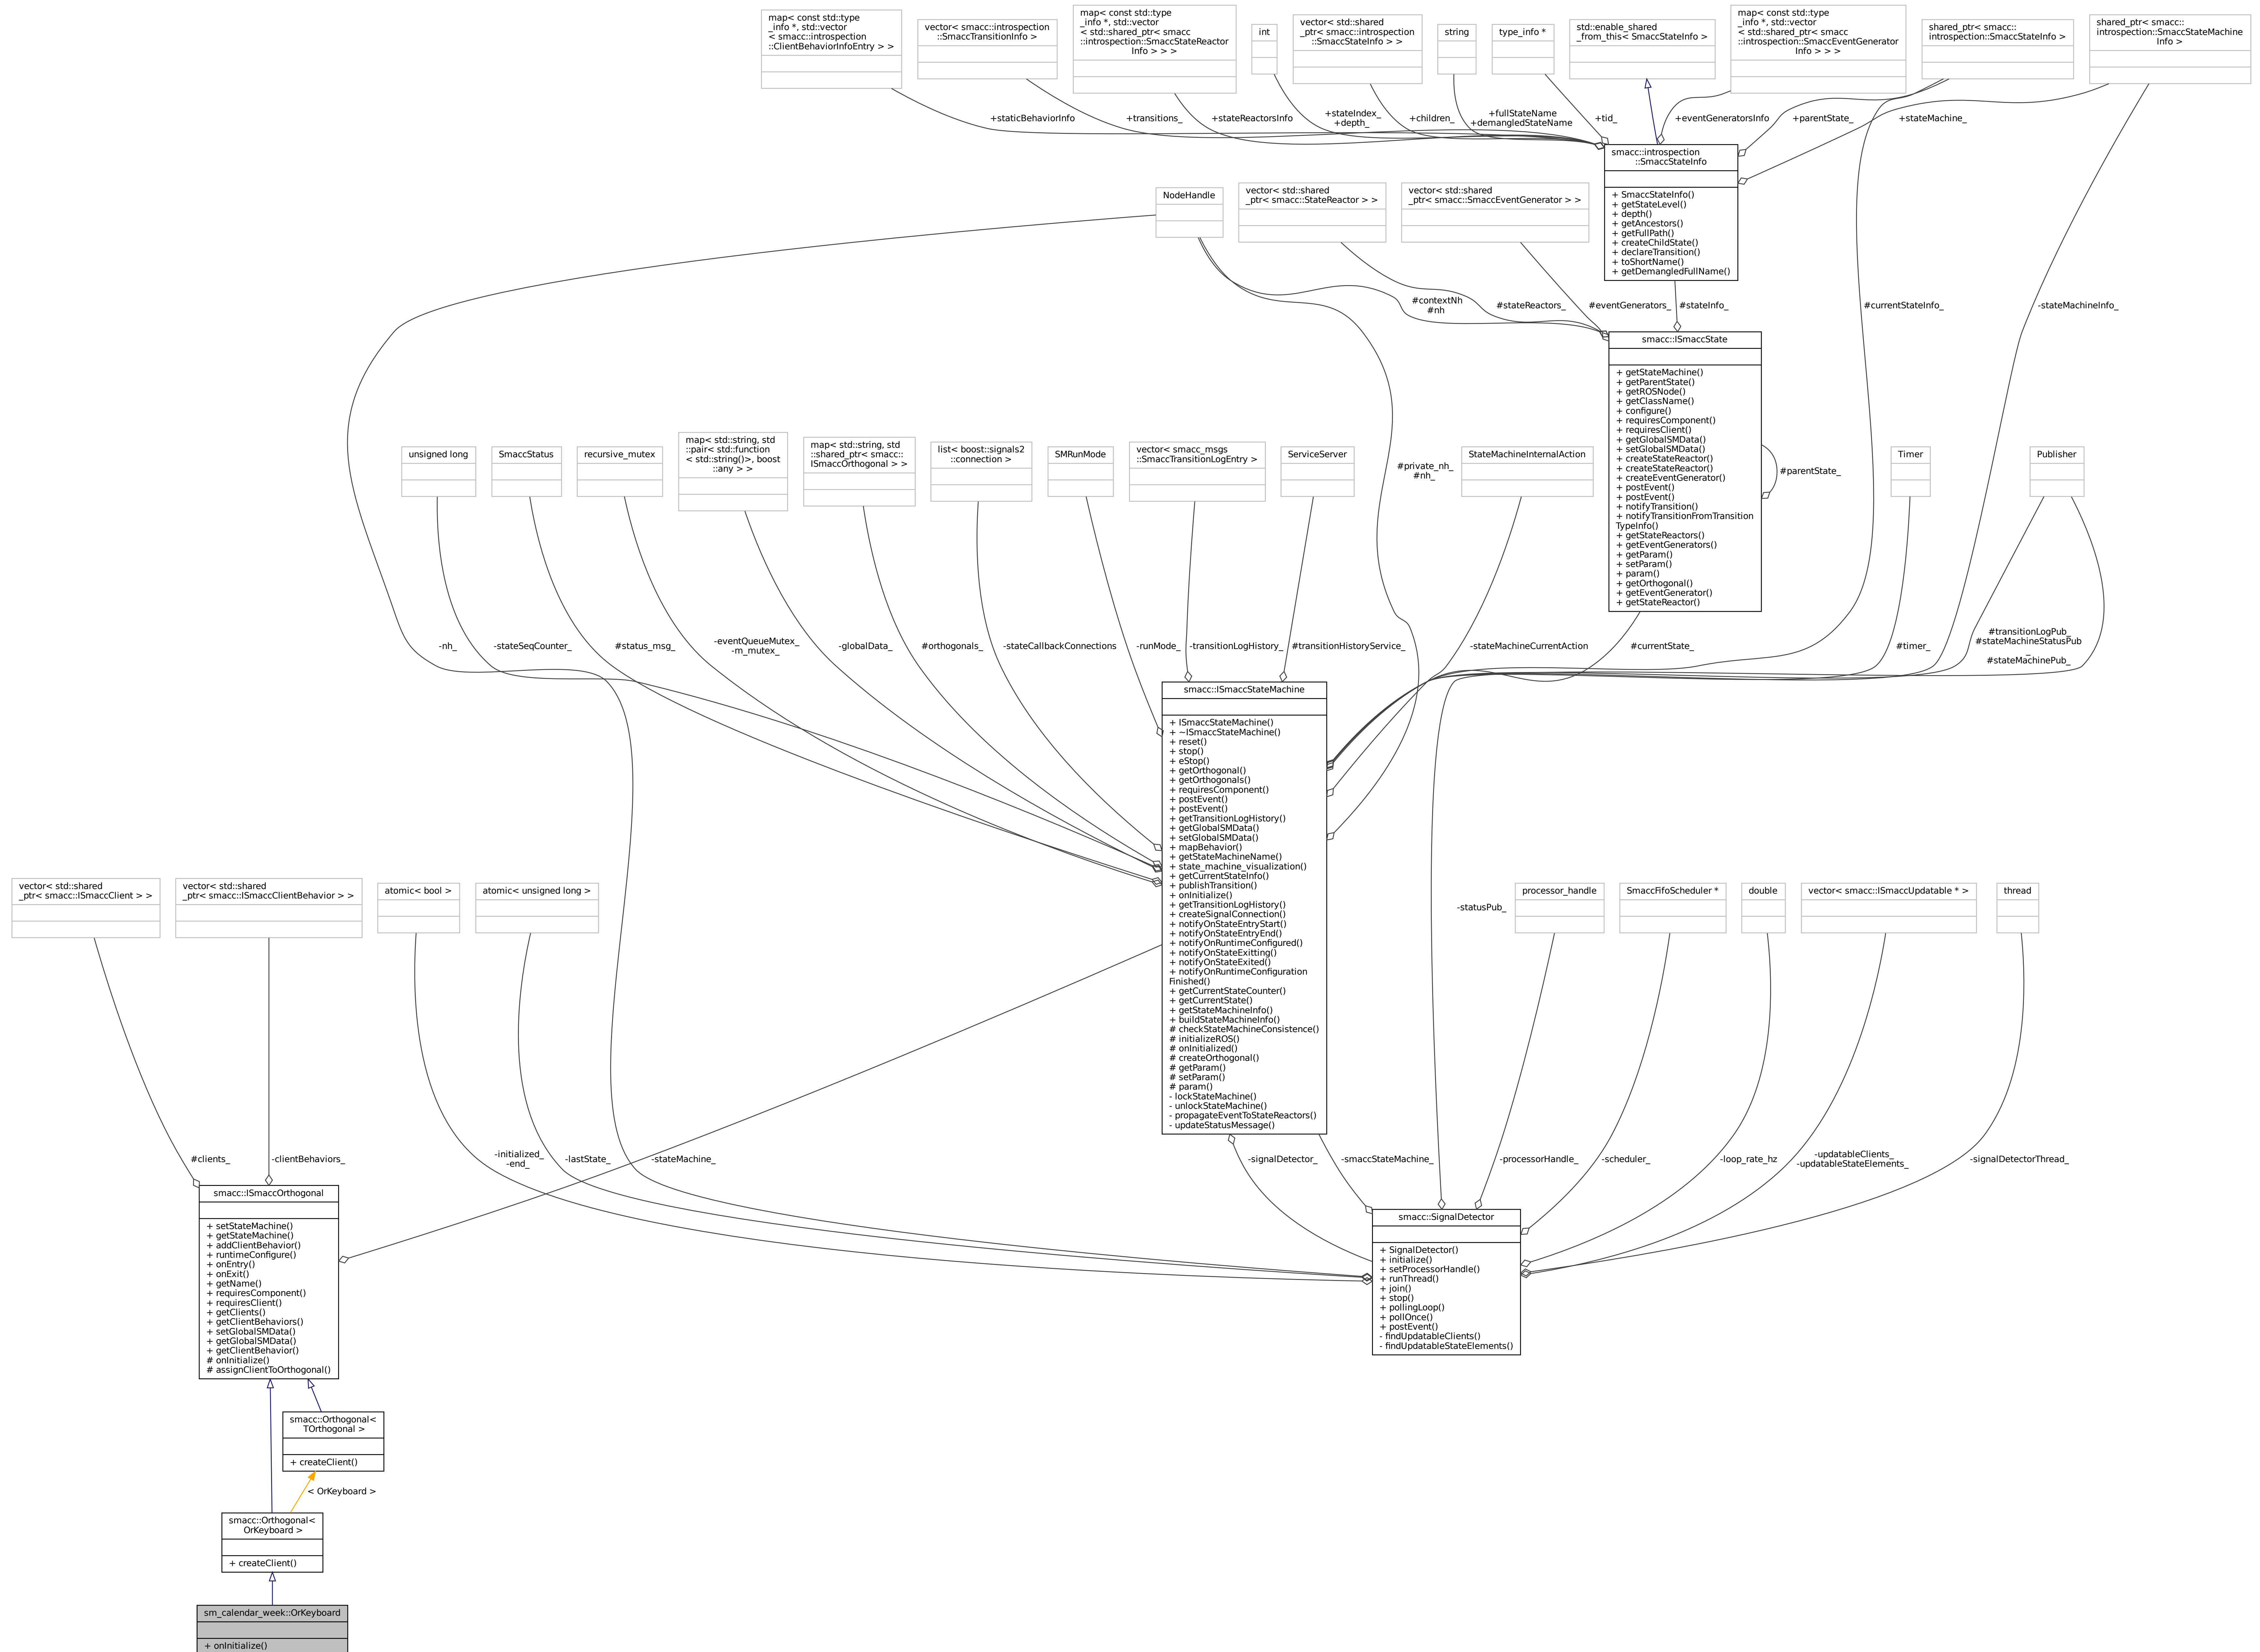 map< const std::type
_info *, std::vector
< smacc::introspection
::ClientBehaviorInfoEntry > >
vector< smacc::introspection
::SmaccTransitionInfo >
map< const std::type
_info *, std::vector
< std::shared_ptr< smacc
::introspection::SmaccStateReactor
Info > > >
int
vector< std::shared
_ptr< smacc::introspection
::SmaccStateInfo > >
string
type_info *
std::enable_shared
_from_this< SmaccStateInfo >
map< const std::type
_info *, std::vector
< std::shared_ptr< smacc
::introspection::SmaccEventGenerator
Info > > >
shared_ptr< smacc::
introspection::SmaccStateInfo >
shared_ptr< smacc::
introspection::SmaccStateMachine
Info >
+staticBehaviorInfo
+transitions_
+stateReactorsInfo
+stateIndex_
+depth_
+children_
+fullStateName
+demangledStateName
+tid_
+eventGeneratorsInfo
+parentState_
+stateMachine_
smacc::introspection
::SmaccStateInfo
+ SmaccStateInfo()
+ getStateLevel()
+ depth()
+ getAncestors()
+ getFullPath()
+ createChildState()
+ declareTransition()
+ toShortName()
+ getDemangledFullName()
NodeHandle
vector< std::shared
_ptr< smacc::StateReactor > >
vector< std::shared
_ptr< smacc::SmaccEventGenerator > >
#contextNh
#nh
#stateReactors_
#eventGenerators_
#stateInfo_
#currentStateInfo_
-stateMachineInfo_
smacc::ISmaccState
+ getStateMachine()
+ getParentState()
+ getROSNode()
+ getClassName()
+ configure()
+ requiresComponent()
+ requiresClient()
+ getGlobalSMData()
+ setGlobalSMData()
+ createStateReactor()
+ createStateReactor()
+ createEventGenerator()
+ postEvent()
+ postEvent()
+ notifyTransition()
+ notifyTransitionFromTransition
TypeInfo()
+ getStateReactors()
+ getEventGenerators()
+ getParam()
+ setParam()
+ param()
+ getOrthogonal()
+ getEventGenerator()
+ getStateReactor()
#parentState_
unsigned long
SmaccStatus
recursive_mutex
map< std::string, std
::pair< std::function
< std::string()>, boost
::any > >
map< std::string, std
::shared_ptr< smacc::
ISmaccOrthogonal > >
list< boost::signals2
::connection >
SMRunMode
vector< smacc_msgs
::SmaccTransitionLogEntry >
ServiceServer
#private_nh_
#nh_
StateMachineInternalAction
Timer
Publisher
-nh_
-stateSeqCounter_
#status_msg_
-eventQueueMutex_
-m_mutex_
-globalData_
#orthogonals_
-stateCallbackConnections
-runMode_
-transitionLogHistory_
#transitionHistoryService_
-stateMachineCurrentAction
#currentState_
#timer_
#transitionLogPub_
#stateMachineStatusPub
_
#stateMachinePub_
smacc::ISmaccStateMachine
+ ISmaccStateMachine()
+ ~ISmaccStateMachine()
+ reset()
+ stop()
+ eStop()
+ getOrthogonal()
+ getOrthogonals()
+ requiresComponent()
+ postEvent()
+ postEvent()
+ getTransitionLogHistory()
+ getGlobalSMData()
+ setGlobalSMData()
+ mapBehavior()
+ getStateMachineName()
+ state_machine_visualization()
+ getCurrentStateInfo()
+ publishTransition()
+ onInitialize()
+ getTransitionLogHistory()
+ createSignalConnection()
+ notifyOnStateEntryStart()
+ notifyOnStateEntryEnd()
+ notifyOnRuntimeConfigured()
+ notifyOnStateExitting()
+ notifyOnStateExited()
+ notifyOnRuntimeConfiguration
Finished()
+ getCurrentStateCounter()
+ getCurrentState()
+ getStateMachineInfo()
+ buildStateMachineInfo()
# checkStateMachineConsistence()
# initializeROS()
# onInitialized()
# createOrthogonal()
# getParam()
# setParam()
# param()
- lockStateMachine()
- unlockStateMachine()
- propagateEventToStateReactors()
- updateStatusMessage()
vector< std::shared
_ptr< smacc::ISmaccClient > >
vector< std::shared
_ptr< smacc::ISmaccClientBehavior > >
atomic< bool >
atomic< unsigned long >
-statusPub_
processor_handle
SmaccFifoScheduler *
double
vector< smacc::ISmaccUpdatable * >
thread
#clients_
-clientBehaviors_
-initialized_
-end_
-lastState_
-stateMachine_
-signalDetector_
-smaccStateMachine_
-processorHandle_
-scheduler_
-loop_rate_hz
-updatableClients_
-updatableStateElements_
-signalDetectorThread_
smacc::ISmaccOrthogonal
+ setStateMachine()
+ getStateMachine()
+ addClientBehavior()
+ runtimeConfigure()
+ onEntry()
+ onExit()
+ getName()
+ requiresComponent()
+ requiresClient()
+ getClients()
+ getClientBehaviors()
+ setGlobalSMData()
+ getGlobalSMData()
+ getClientBehavior()
# onInitialize()
# assignClientToOrthogonal()
smacc::SignalDetector
+ SignalDetector()
+ initialize()
+ setProcessorHandle()
+ runThread()
+ join()
+ stop()
+ pollingLoop()
+ pollOnce()
+ postEvent()
- findUpdatableClients()
- findUpdatableStateElements()
smacc::Orthogonal<
TOrthogonal >
+ createClient()
< OrKeyboard >
smacc::Orthogonal<
OrKeyboard >
+ createClient()
sm_calendar_week::OrKeyboard
+ onInitialize()